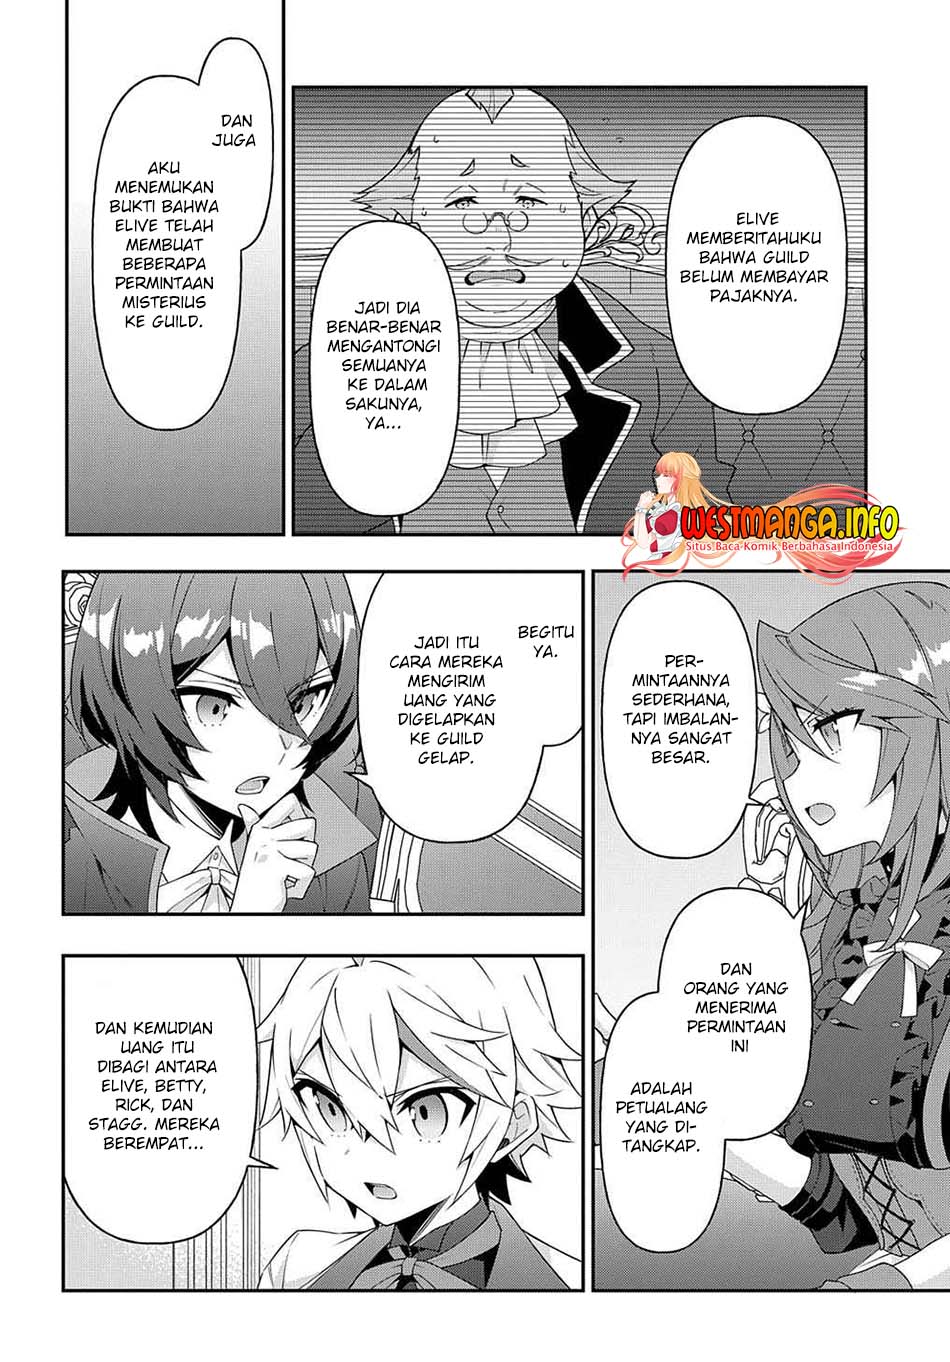 ELIVE
MEMBERITAHUKU
BAHWA GUILD
BELUM MEMBAYAR
PAJAKNYA.
JADI DIA
BENAR-BENAR
MENGANTONGI
SEMUANYA
KE DALAM
SAKUNYA,
YA...
DAN
JUGA
AKU
MENEMUKAN
BUKTI BAHWA
ELIVE TELAH
MEMBUAT
BEBERAPA
PERMINTAAN
MISTERIUS
KE GUILD.
WESTMANGA.INFO
Situs Baca Komik Berbahasa Indonesia
PER-
MINTAANNYA
SEDERHANA,
TAPI IMBALAN-
NYA SANGAT
BESAR.
DAN
ORANG YANG
MENERIMA
PERMINTAAN
INI
ADALAH
PETUALANG
YANG DI-
TANGKAP.
BEGITU
YA.
JADI ITU
CARA MEREKA
MENGIRIM
UANG YANG
DIGELAPKAN
KE GUILD
GELAP.
DAN KEMUDIAN
UANG ITU
DIBAGI ANTARA
ELIVE, BETTY,
RICK, DAN
STAGG. MEREKA
BEREMPAT...